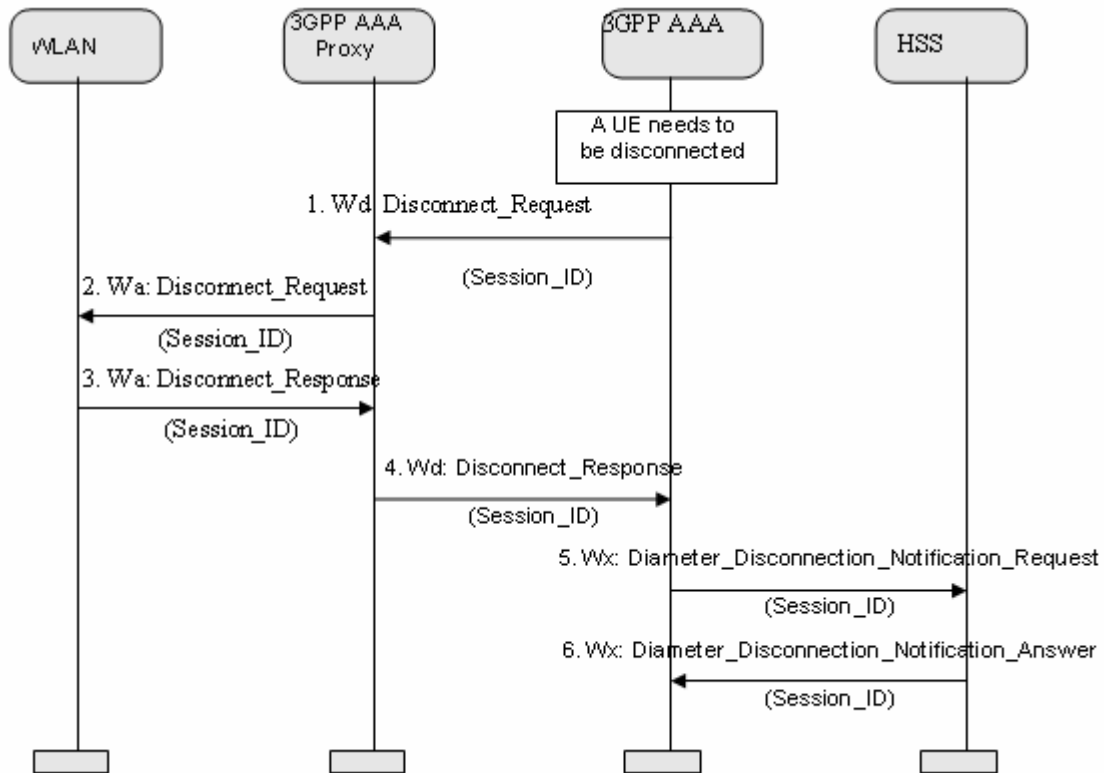 WLAN
3GPP AAA
Proxy
3GPP AAA
HSS
A UE needs to
be disconnected
1. Wd: Disconnect_Request
(Session_ID)
2. Wa: Disconnect_Request
(Session_ID)
3. Wa: Disconnect_Response
(Session_ID)
4. Wd: Disconnect_Response
(Session_ID)
5. Wx: Diameter_Disconnection_Notification_Request
(Session_ID)
6. Wx: Diameter_Disconnection_Notification_Answer
(Session_ID)